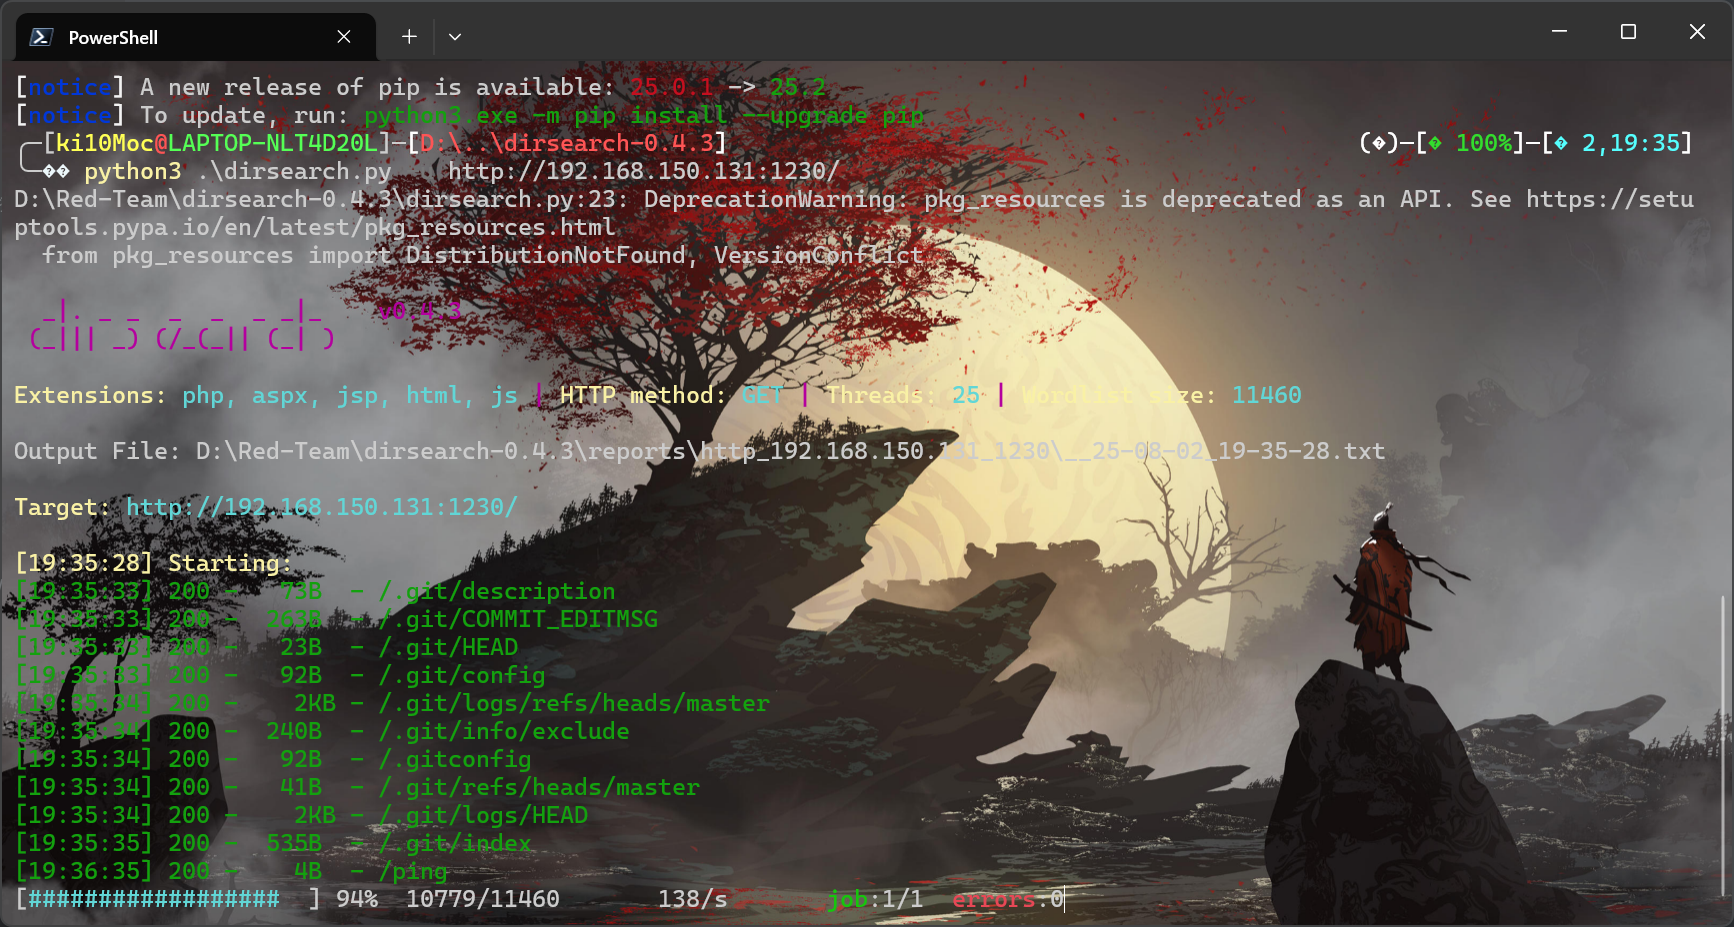 PowerShell
[notice] A new release of pip is available: 25.0.1 -> 25.2
[notice] To update, run: python3.exe -m pip install --upgrade pip
╭─[ki10Moc@LAPTOP-NLT4D20L]─[D:\..\dirsearch-0.4.3] (�)─[� 100%]─[� 2,19:35]
╰─�� python3 .\dirsearch.py    http://192.168.150.131:1230/
D:\Red-Team\dirsearch-0.4.3\dirsearch.py:23: DeprecationWarning: pkg_resources is deprecated as an API. See https://setu
ptools.pypa.io/en/latest/pkg_resources.html
  from pkg_resources import DistributionNotFound, VersionConflict
  _|. _ _  _  _  _ _|_    v0.4.3
 (_||| _) (/_(_|| (_| )
Extensions: php, aspx, jsp, html, js | HTTP method: GET | Threads: 25 | Wordlist size: 11460
Output File: D:\Red-Team\dirsearch-0.4.3\reports\http_192.168.150.131_1230\__25-08-02_19-35-28.txt
Target: http://192.168.150.131:1230/
[19:35:28] Starting:
[19:35:33] 200 -   73B  - /.git/description
[19:35:33] 200 -  263B  - /.git/COMMIT_EDITMSG
[19:35:33] 200 -   23B  - /.git/HEAD
[19:35:33] 200 -   92B  - /.git/config
[19:35:34] 200 -    2KB - /.git/logs/refs/heads/master
[19:35:34] 200 -  240B  - /.git/info/exclude
[19:35:34] 200 -   92B  - /.gitconfig
[19:35:34] 200 -   41B  - /.git/refs/heads/master
[19:35:34] 200 -    2KB - /.git/logs/HEAD
[19:35:35] 200 -  535B  - /.git/index
[19:36:35] 200 -    4B  - /ping
[##################  ] 94%  10779/11460       138/s       job:1/1  errors:0